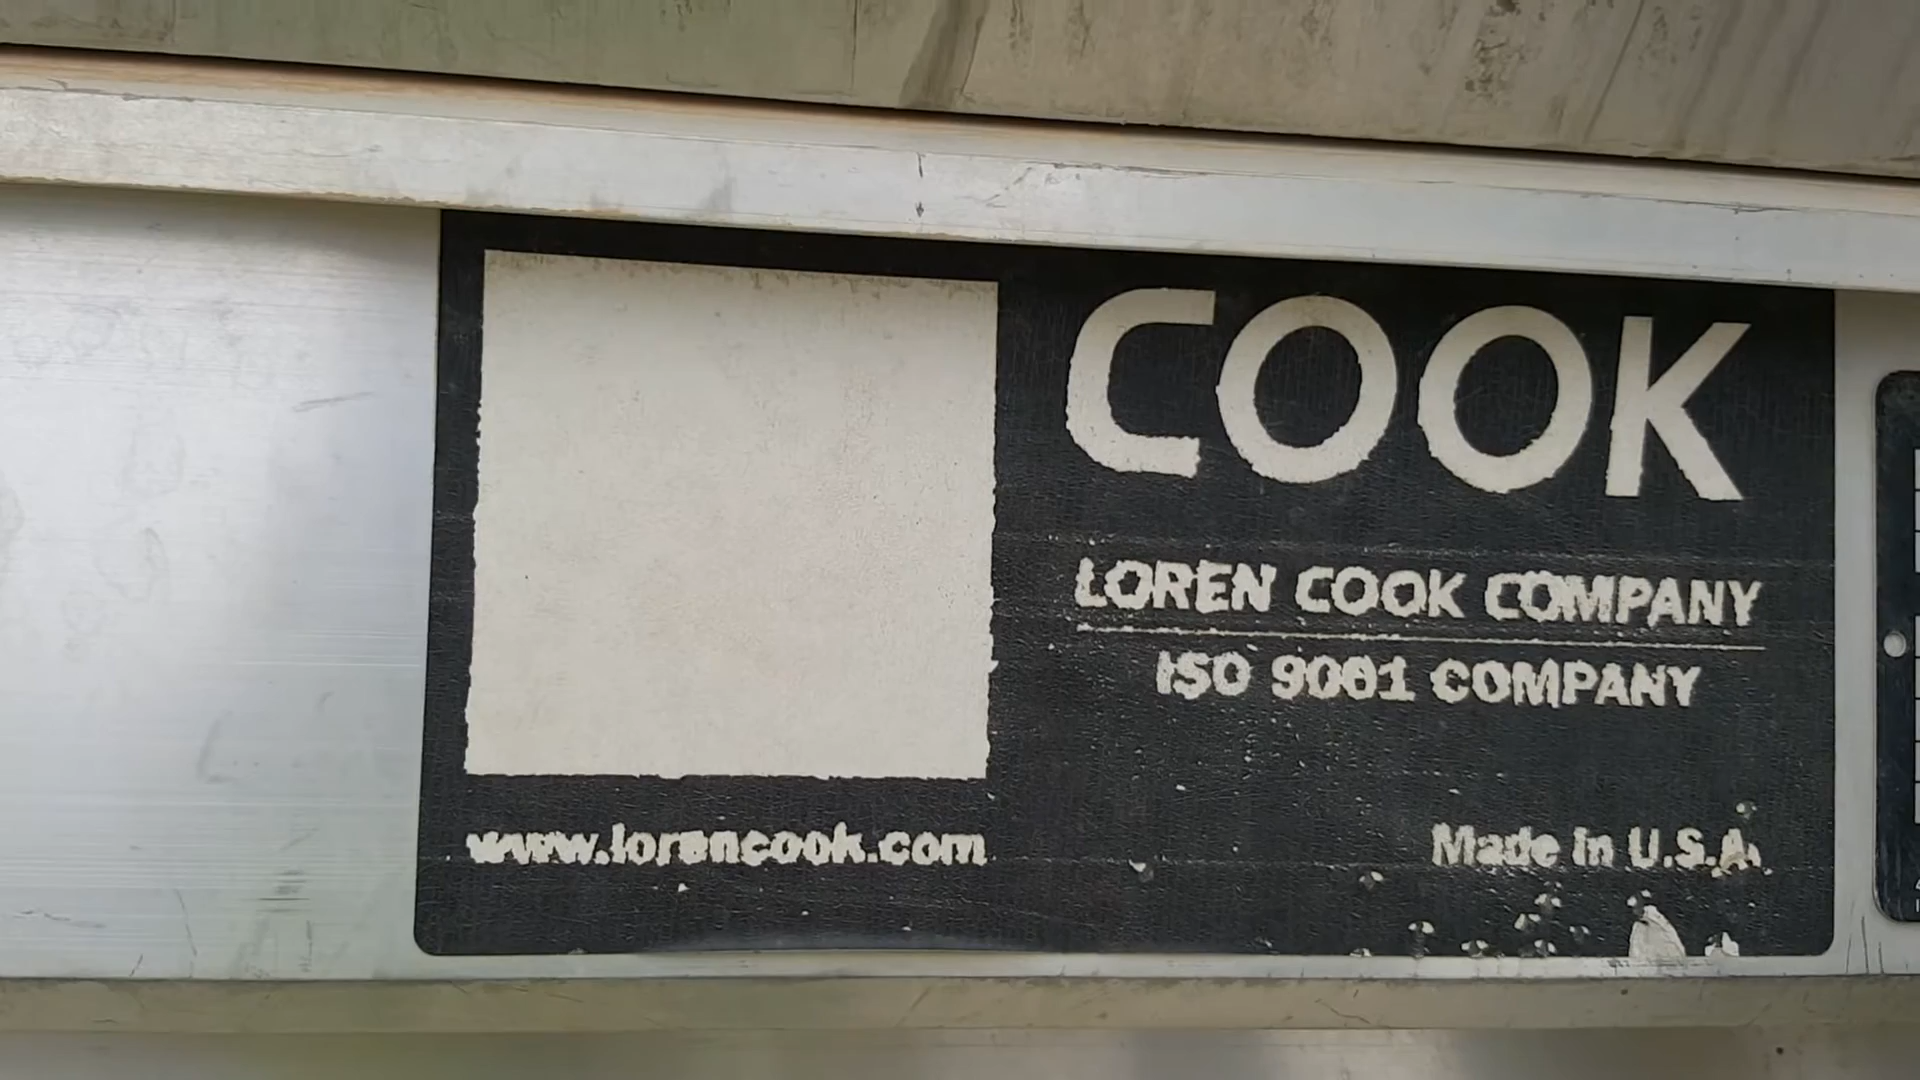 COOK
LOREN COOK COMPANY
ISO 9001 COMPANY
www.lorencook.com
Made in U.S.A.